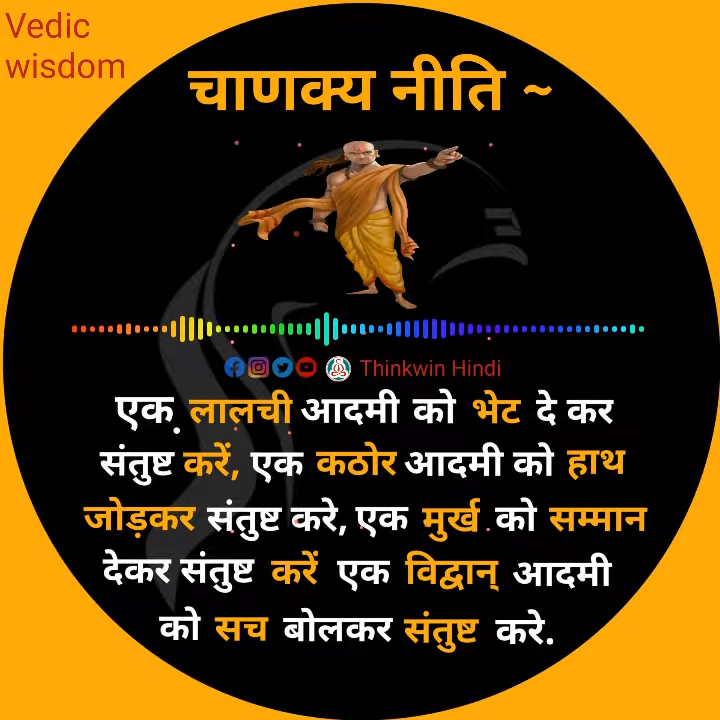 Vedic
wisdom
चाणक्य नीति ~
Thinkwin Hindi
एक लालची आदमी को भेट दे कर
संतुष्ट करें, एक कठोर आदमी को हाथ
जोड़कर संतुष्ट करे, एक मुर्ख को सम्मान
देकर संतुष्ट करें एक विद्वान् आदमी
को सच बोलकर संतुष्ट करे.